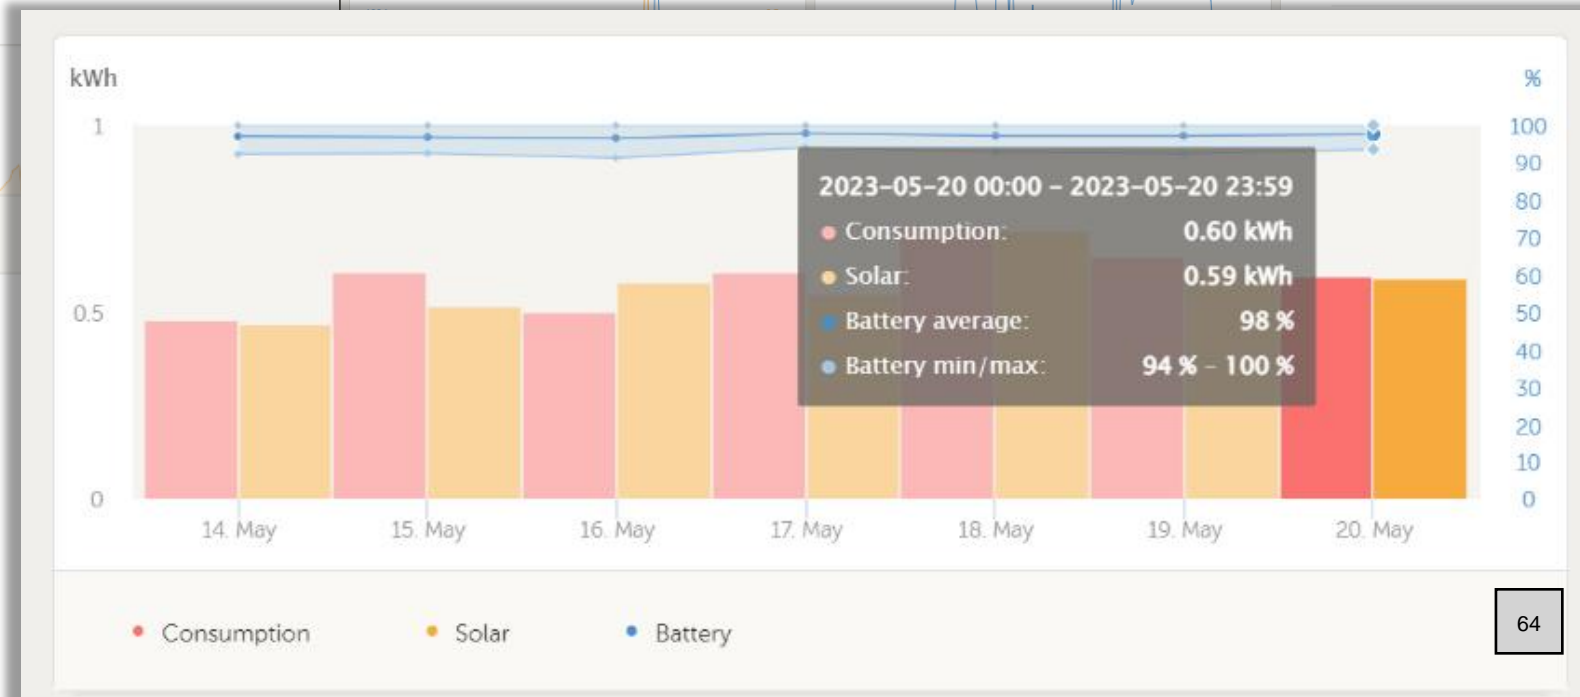 kWh
%
1
0.5
0
100
90
80
70
60
50
40
30
20
10
0
2023-05-20 00:00 - 2023-05-20 23:59
Consumption: 0.60 kWh
Solar: 0.59 kWh
Battery average: 98 %
Battery min/max: 94 % - 100 %
14. May 15. May 16. May 17. May 18. May 19. May 20. May
Consumption Solar Battery
64